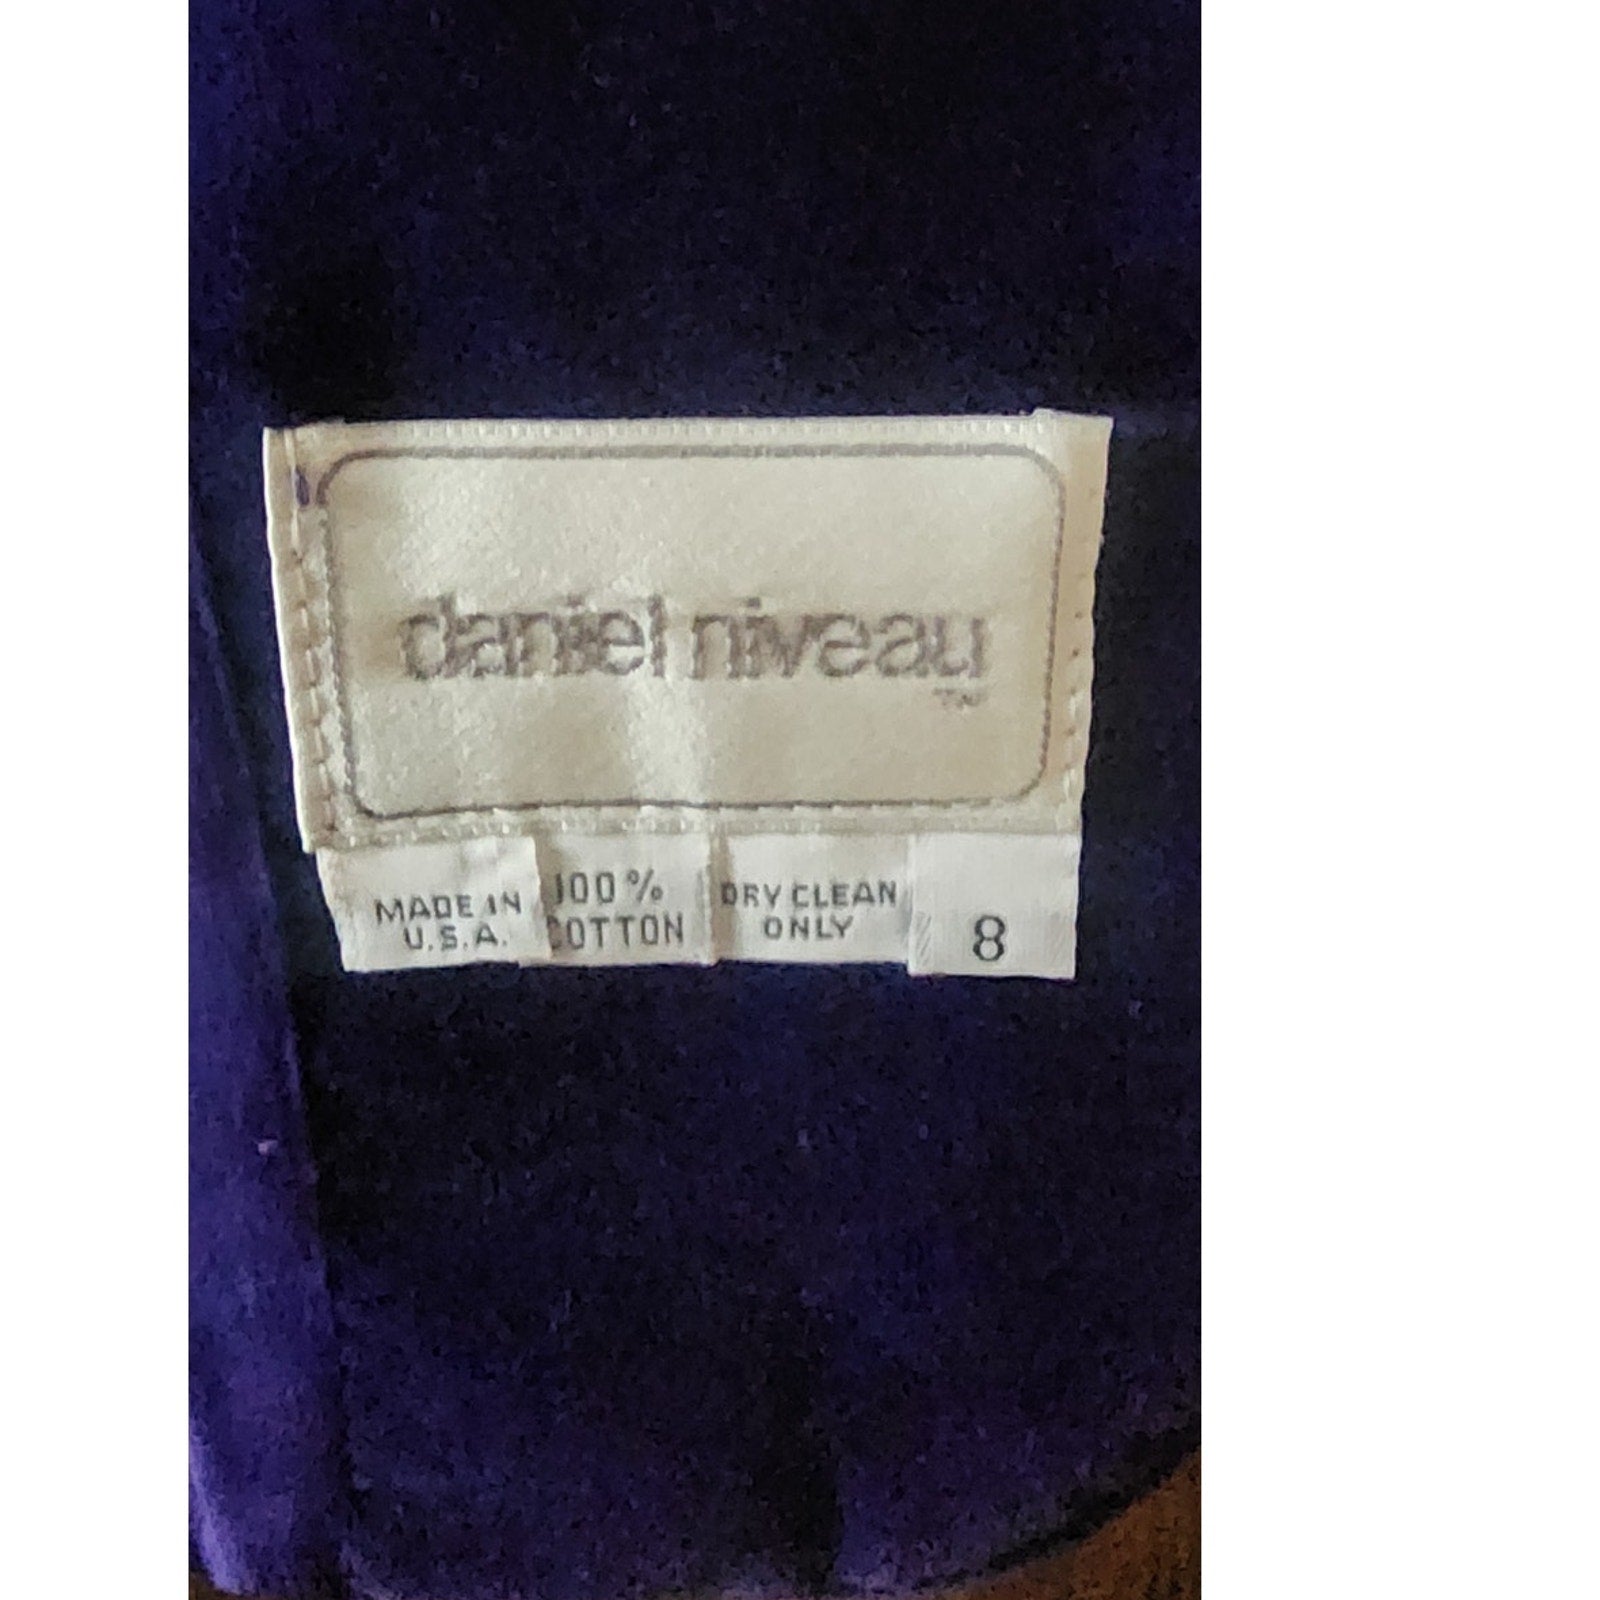 daniel niveau
TM
MADE IN
U.S.A.
100%
COTTON
DRY CLEAN
ONLY
8